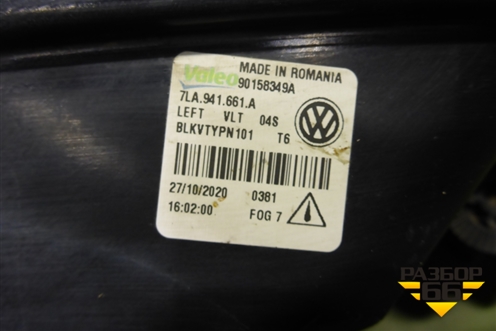 Valeo MADE IN ROMANIA
90158349A
7LA.941.661.A
LEFT VLT 04S
BLKVTYPN101 T6
27/10/2020 0381
16:02:00 FOG 7
РАЗБОР
66